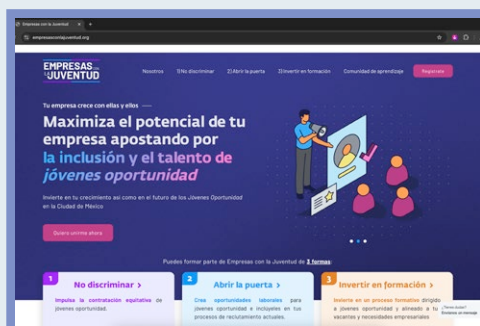 Empresas con la Juventud
empresasconlajuventud.org
EMPRESAS CON
LA JUVENTUD
Nosotros
1) No discriminar
2) Abrir la puerta
3) Invertir en formación
Comunidad de aprendizaje
Regístrate
Tu empresa crece con ellas y ellos
Maximiza el potencial de tu
empresa apostando por
la inclusión y el talento de
jóvenes oportunidad
Invierte en tu crecimiento así como en el futuro de los Jóvenes Oportunidad
en la Ciudad de México
Quiero unirme ahora
Puedes formar parte de Empresas con la Juventud de 3 formas:
1
No discriminar >
Impulsa la contratación equitativa de
jóvenes oportunidad.
2
Abrir la puerta >
Crea oportunidades laborales para
jóvenes oportunidad e inclúyelos en tus
procesos de reclutamiento actuales.
3
Invertir en formación >
Invierte en un proceso formativo dirigido
a jóvenes oportunidad y alineado a tu
vacantes y necesidades empresariales
¿Tienes dudas?
Envíanos un mensaje